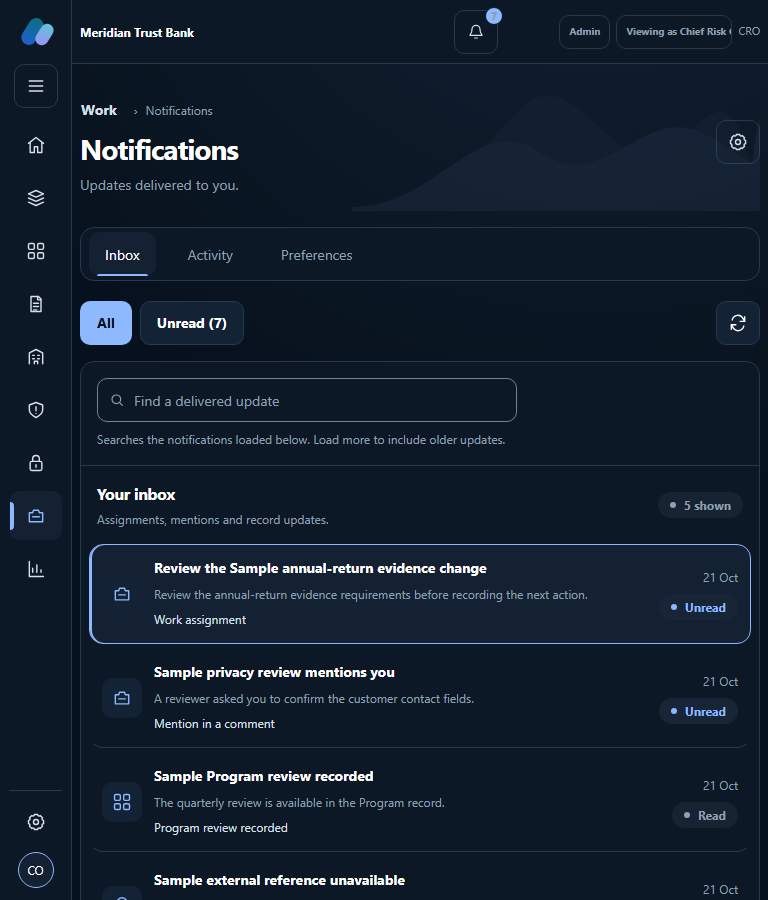 Meridian Trust Bank
7
Admin
Viewing as Chief Risk
CRO
Work › Notifications
Notifications
Updates delivered to you.
Inbox
Activity
Preferences
All
Unread (7)
Find a delivered update
Searches the notifications loaded below. Load more to include older updates.
Your inbox
5 shown
Assignments, mentions and record updates.
Review the Sample annual-return evidence change
21 Oct
Review the annual-return evidence requirements before recording the next action.
Unread
Work assignment
Sample privacy review mentions you
21 Oct
A reviewer asked you to confirm the customer contact fields.
Unread
Mention in a comment
Sample Program review recorded
21 Oct
The quarterly review is available in the Program record.
Read
Program review recorded
Sample external reference unavailable
21 Oct
CO